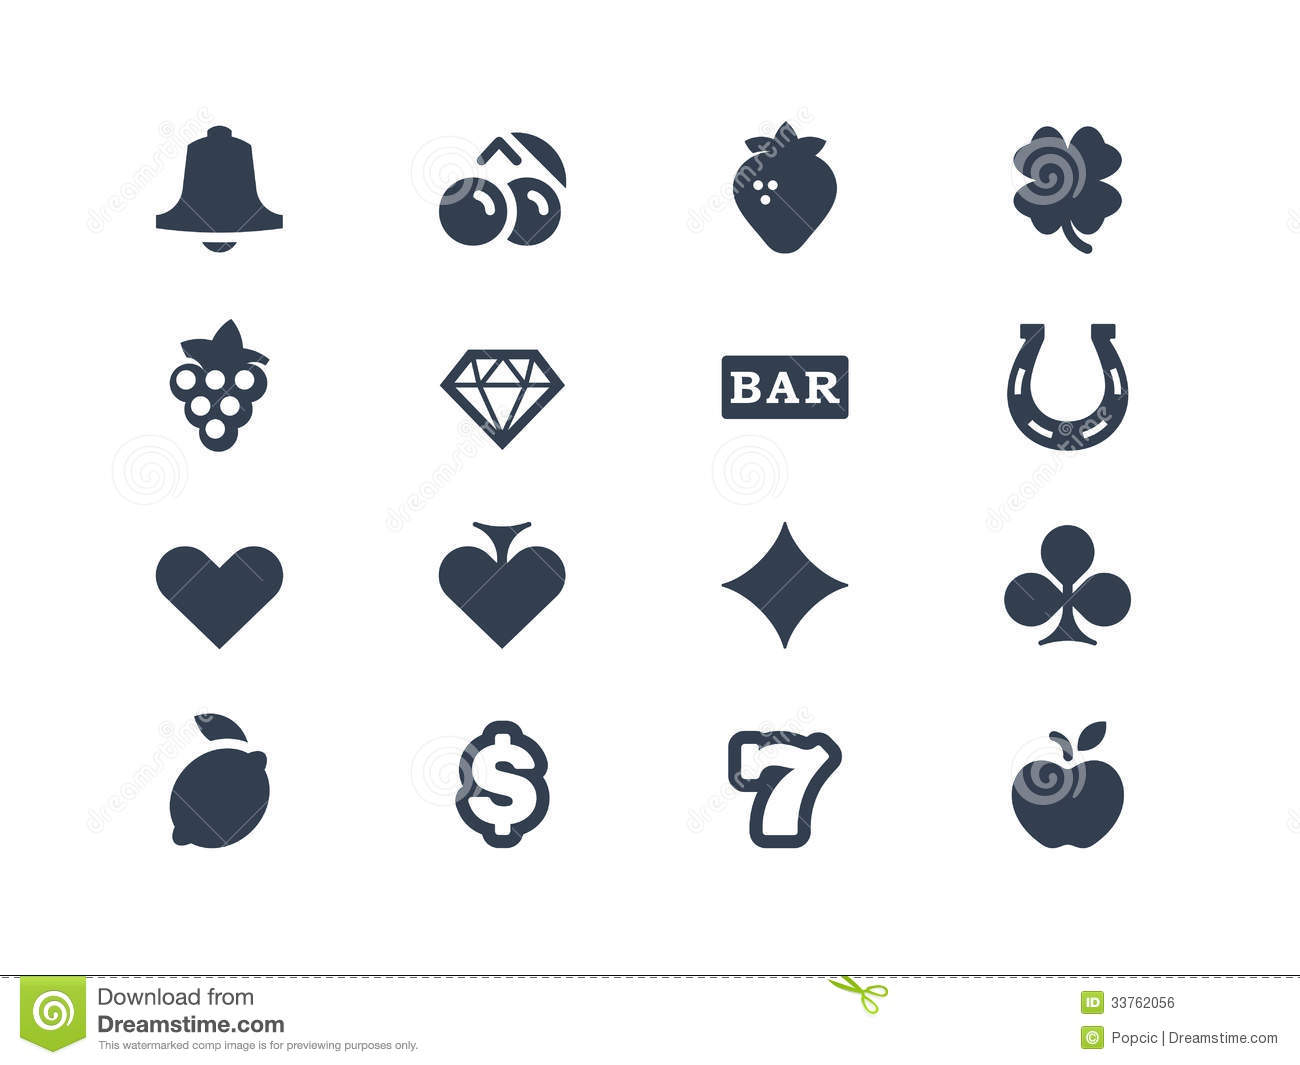 BAR
$
7
Download from
Dreamstime.com
This watermarked comp image is for previewing purposes only.
ID 33762056
© Popcic | Dreamstime.com